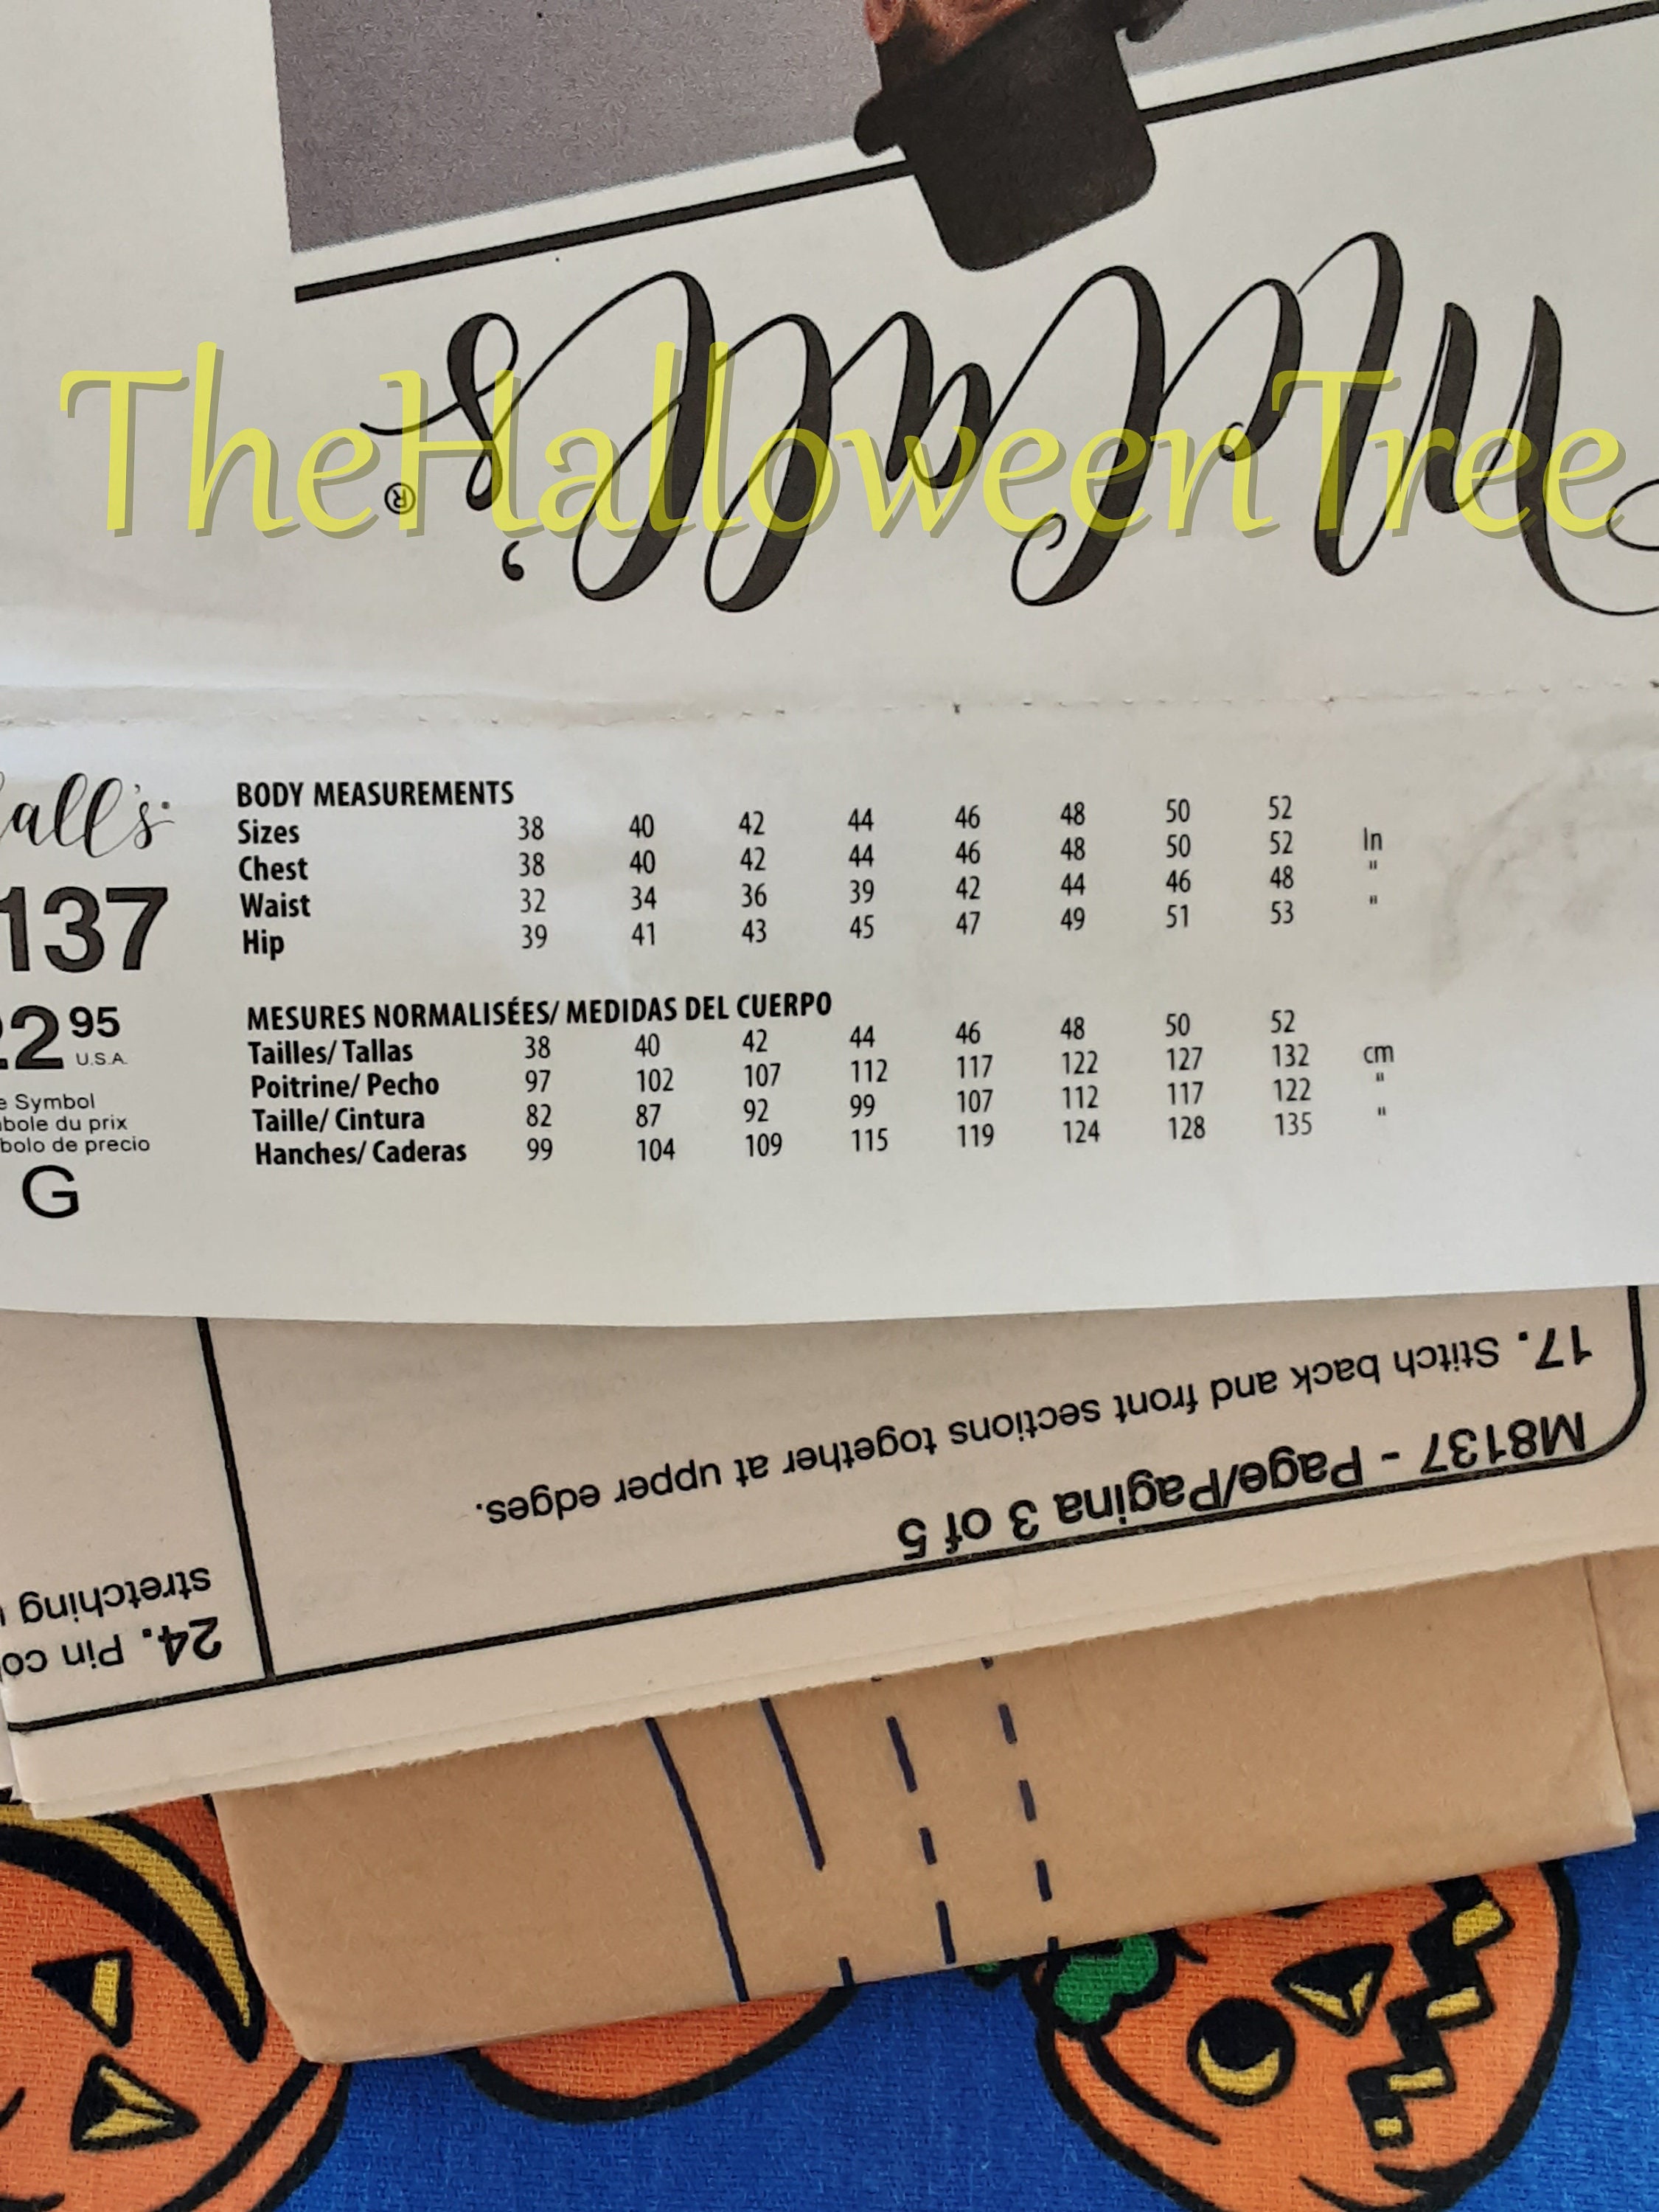 McCall's
®
TheHalloweenTree
all's
137
2 95
U.S.A.
e Symbol
bole du prix
bolo de precio
G
BODY MEASUREMENTS
Sizes 38 40 42 44 46 48 50 52
Chest 38 40 42 44 46 48 50 52 In
Waist 32 34 36 39 42 44 46 48 "
Hip 39 41 43 45 47 49 51 53 "
MESURES NORMALISÉES/ MEDIDAS DEL CUERPO
Tailles/ Tallas 38 40 42 44 46 48 50 52
Poitrine/ Pecho 97 102 107 112 117 122 127 132 cm
Taille/ Cintura 82 87 92 99 107 112 117 122 "
Hanches/ Caderas 99 104 109 115 119 124 128 135 "
M8137 - Page/Pagina 3 of 5
17. Stitch back and front sections together at upper edges.
24. Pin co
stretching